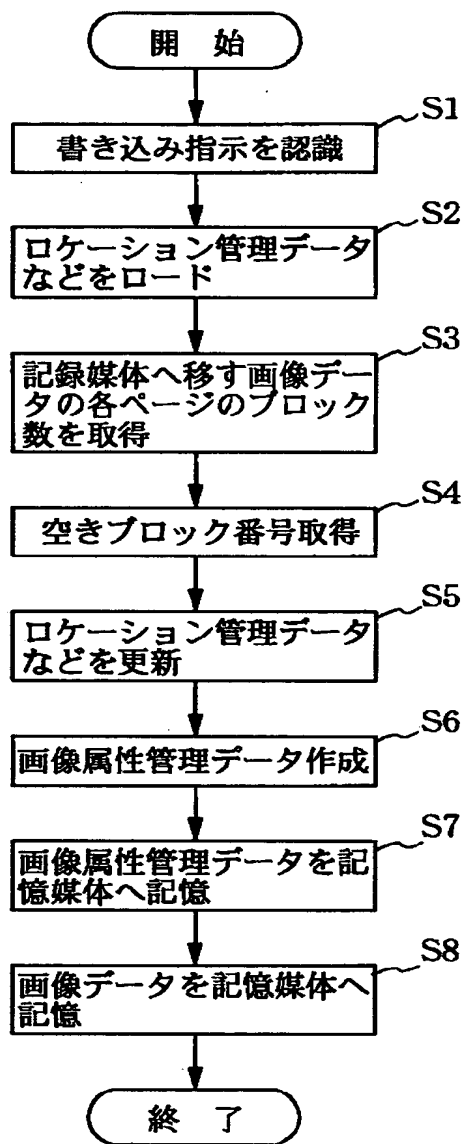 開 始
S1
書き込み指示を認識
S2
ロケーション管理データ
などをロード
S3
記録媒体へ移す画像デー
タの各ページのブロック
数を取得
S4
空きブロック番号取得
S5
ロケーション管理データ
などを更新
S6
画像属性管理データ作成
S7
画像属性管理データを記
憶媒体へ記憶
S8
画像データを記憶媒体へ
記憶
終 了